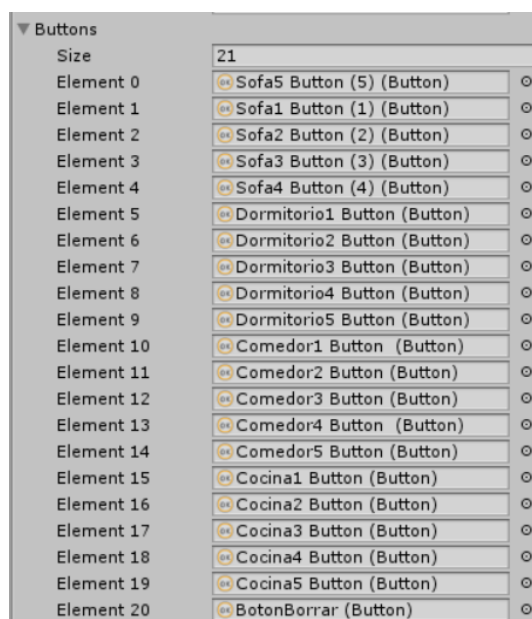 Buttons
Size 21
Element 0 Sofa5 Button (5) (Button)
Element 1 Sofa1 Button (1) (Button)
Element 2 Sofa2 Button (2) (Button)
Element 3 Sofa3 Button (3) (Button)
Element 4 Sofa4 Button (4) (Button)
Element 5 Dormitorio1 Button (Button)
Element 6 Dormitorio2 Button (Button)
Element 7 Dormitorio3 Button (Button)
Element 8 Dormitorio4 Button (Button)
Element 9 Dormitorio5 Button (Button)
Element 10 Comedor1 Button  (Button)
Element 11 Comedor2 Button (Button)
Element 12 Comedor3 Button (Button)
Element 13 Comedor4 Button  (Button)
Element 14 Comedor5 Button (Button)
Element 15 Cocina1 Button (Button)
Element 16 Cocina2 Button (Button)
Element 17 Cocina3 Button (Button)
Element 18 Cocina4 Button (Button)
Element 19 Cocina5 Button (Button)
Element 20 BotonBorrar (Button)